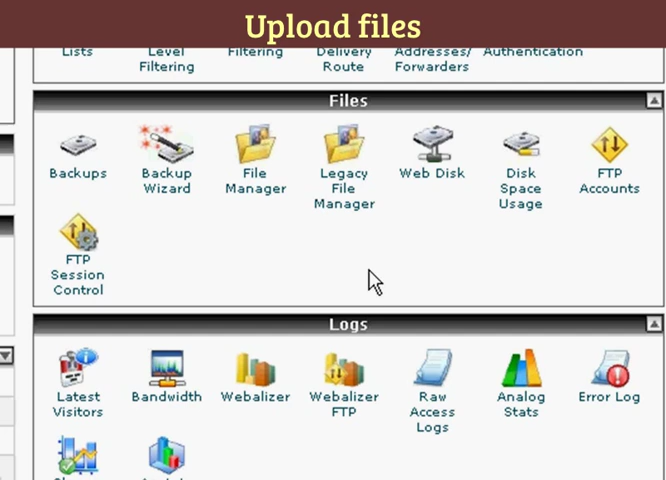 Upload files
Lists
Level
Filtering
Filtering
Delivery
Route
Addresses/
Forwarders
Authentication
Files
Backups
Backup
Wizard
File
Manager
Legacy
File
Manager
Web Disk
Disk
Space
Usage
FTP
Accounts
FTP
Session
Control
Logs
Latest
Visitors
Bandwidth
Webalizer
Webalizer
FTP
Raw
Access
Logs
Analog
Stats
Error Log